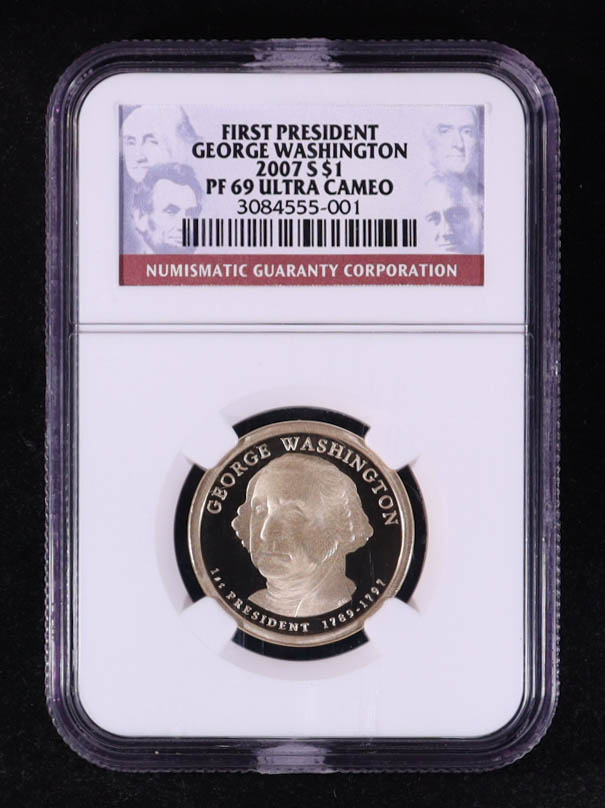 FIRST PRESIDENT
GEORGE WASHINGTON
2007 S $1
PF 69 ULTRA CAMEO
3084555-001
NUMISMATIC GUARANTY CORPORATION
GEORGE WASHINGTON
1st PRESIDENT 1789-1797